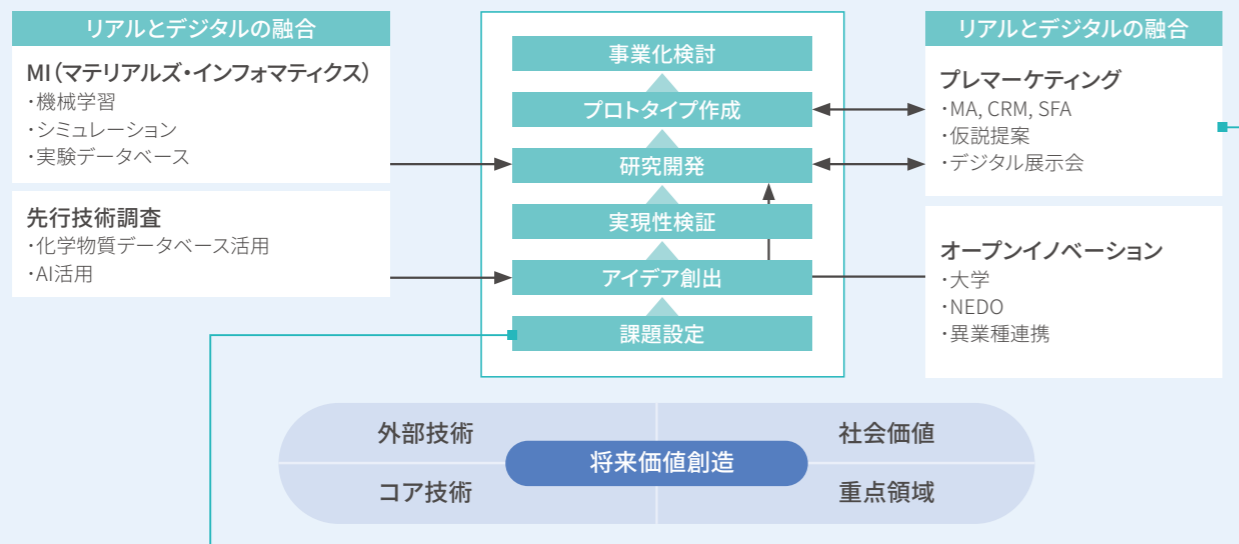 リアルとデジタルの融合
MI(マテリアルズ・インフォマティクス)
・機械学習
・シミュレーション
・実験データベース
先行技術調査
・化学物質データベース活用
・AI活用
事業化検討
プロトタイプ作成
研究開発
実現性検証
アイデア創出
課題設定
リアルとデジタルの融合
プレマーケティング
・MA, CRM, SFA
・仮説提案
・デジタル展示会
オープンイノベーション
・大学
・NEDO
・異業種連携
外部技術
社会価値
将来価値創造
コア技術
重点領域